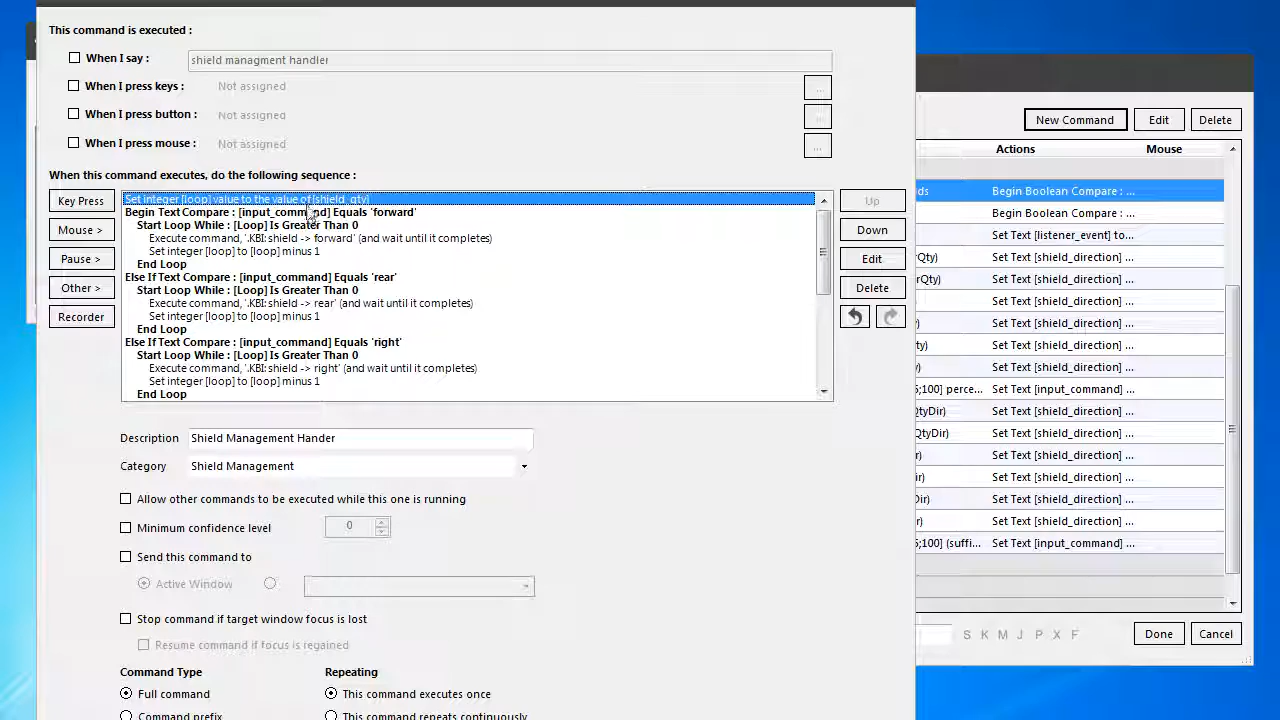 This command is executed :
When I say :
shield managment handler
When I press keys :
Not assigned
...
When I press button :
Not assigned
...
When I press mouse :
Not assigned
...
When this command executes, do the following sequence :
Key Press
Mouse >
Pause >
Other >
Recorder
Set integer [loop] value to the value of [shield_qty]
Begin Text Compare : [input_command] Equals 'forward'
Start Loop While : [Loop] Is Greater Than 0
Execute command, '.KBI: shield -> forward' (and wait until it completes)
Set integer [loop] to [loop] minus 1
End Loop
Else If Text Compare : [input_command] Equals 'rear'
Start Loop While : [Loop] Is Greater Than 0
Execute command, '.KBI: shield -> rear' (and wait until it completes)
Set integer [loop] to [loop] minus 1
End Loop
Else If Text Compare : [input_command] Equals 'right'
Start Loop While : [Loop] Is Greater Than 0
Execute command, '.KBI: shield -> right' (and wait until it completes)
Set integer [loop] to [loop] minus 1
End Loop
Up
Down
Edit
Delete
Description
Shield Management Hander
Category
Shield Management
Allow other commands to be executed while this one is running
Minimum confidence level
0
Send this command to
Active Window
Stop command if target window focus is lost
Resume command if focus is regained
Command Type
Full command
Command prefix
Repeating
This command executes once
This command repeats continuously
New Command
Edit
Delete
Actions
Mouse
ds
Begin Boolean Compare : ...
Begin Boolean Compare : ...
Set Text [listener_event] to...
rQty)
Set Text [shield_direction] ...
rQty)
Set Text [shield_direction] ...
Set Text [shield_direction] ...
y)
Set Text [shield_direction] ...
ty)
Set Text [shield_direction] ...
y)
Set Text [shield_direction] ...
5;100] perce...
Set Text [input_command] ...
QtyDir)
Set Text [shield_direction] ...
QtyDir)
Set Text [shield_direction] ...
r)
Set Text [shield_direction] ...
ir)
Set Text [shield_direction] ...
Dir)
Set Text [shield_direction] ...
r)
Set Text [shield_direction] ...
5;100] (suffi...
Set Text [input_command] ...
S K M J P X F
Done
Cancel